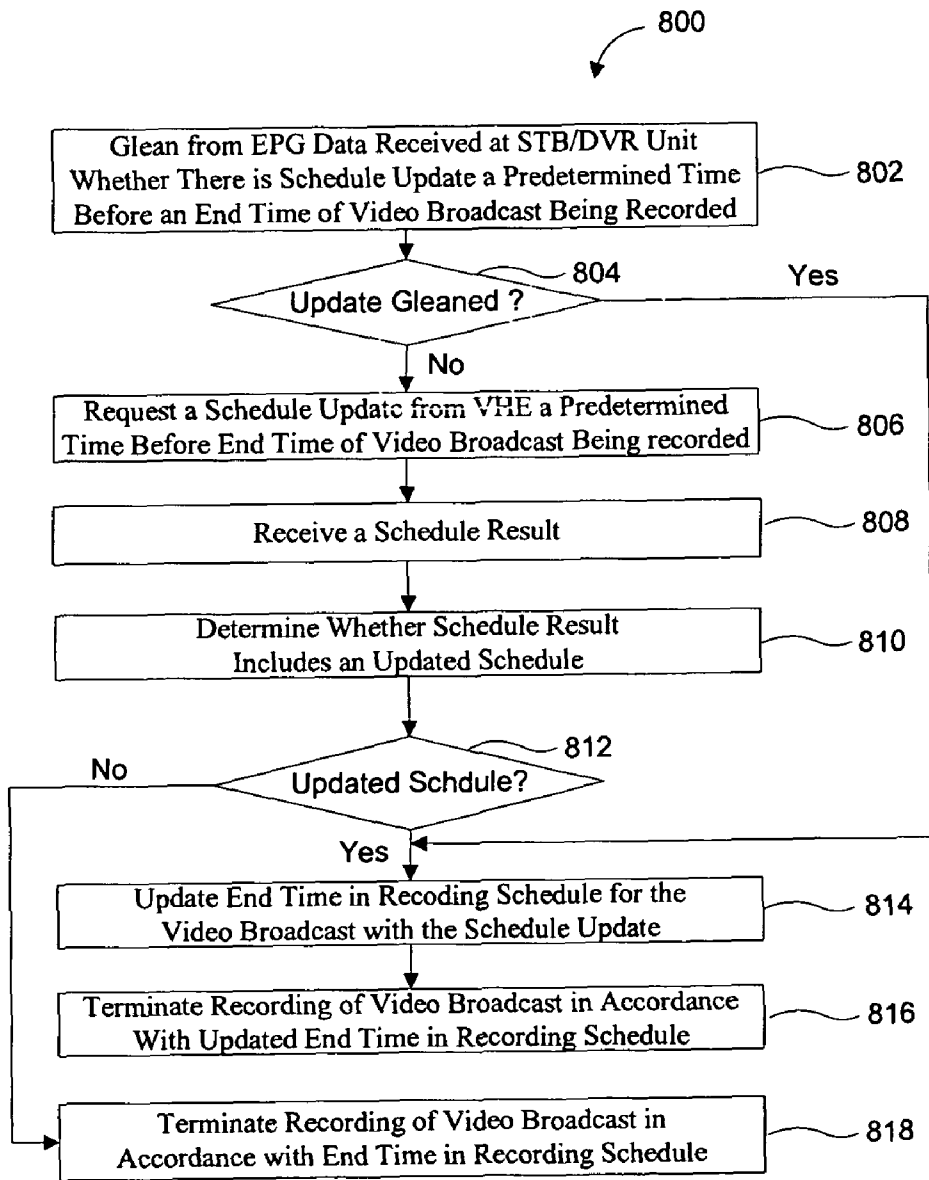 800
Glean from EPG Data Received at STB/DVR Unit
Whether There is Schedule Update a Predetermined Time
Before an End Time of Video Broadcast Being Recorded
802
804
Yes
Update Gleaned ?
No
Request a Schedule Update from VHE a Predetermined
Time Before End Time of Video Broadcast Being recorded
806
Receive a Schedule Result
808
Determine Whether Schedule Result
Includes an Updated Schedule
810
812
No
Updated Schdule?
Yes
Update End Time in Recoding Schedule for the
Video Broadcast with the Schedule Update
814
Terminate Recording of Video Broadcast in Accordance
With Updated End Time in Recording Schedule
816
Terminate Recording of Video Broadcast in
Accordance with End Time in Recording Schedule
818